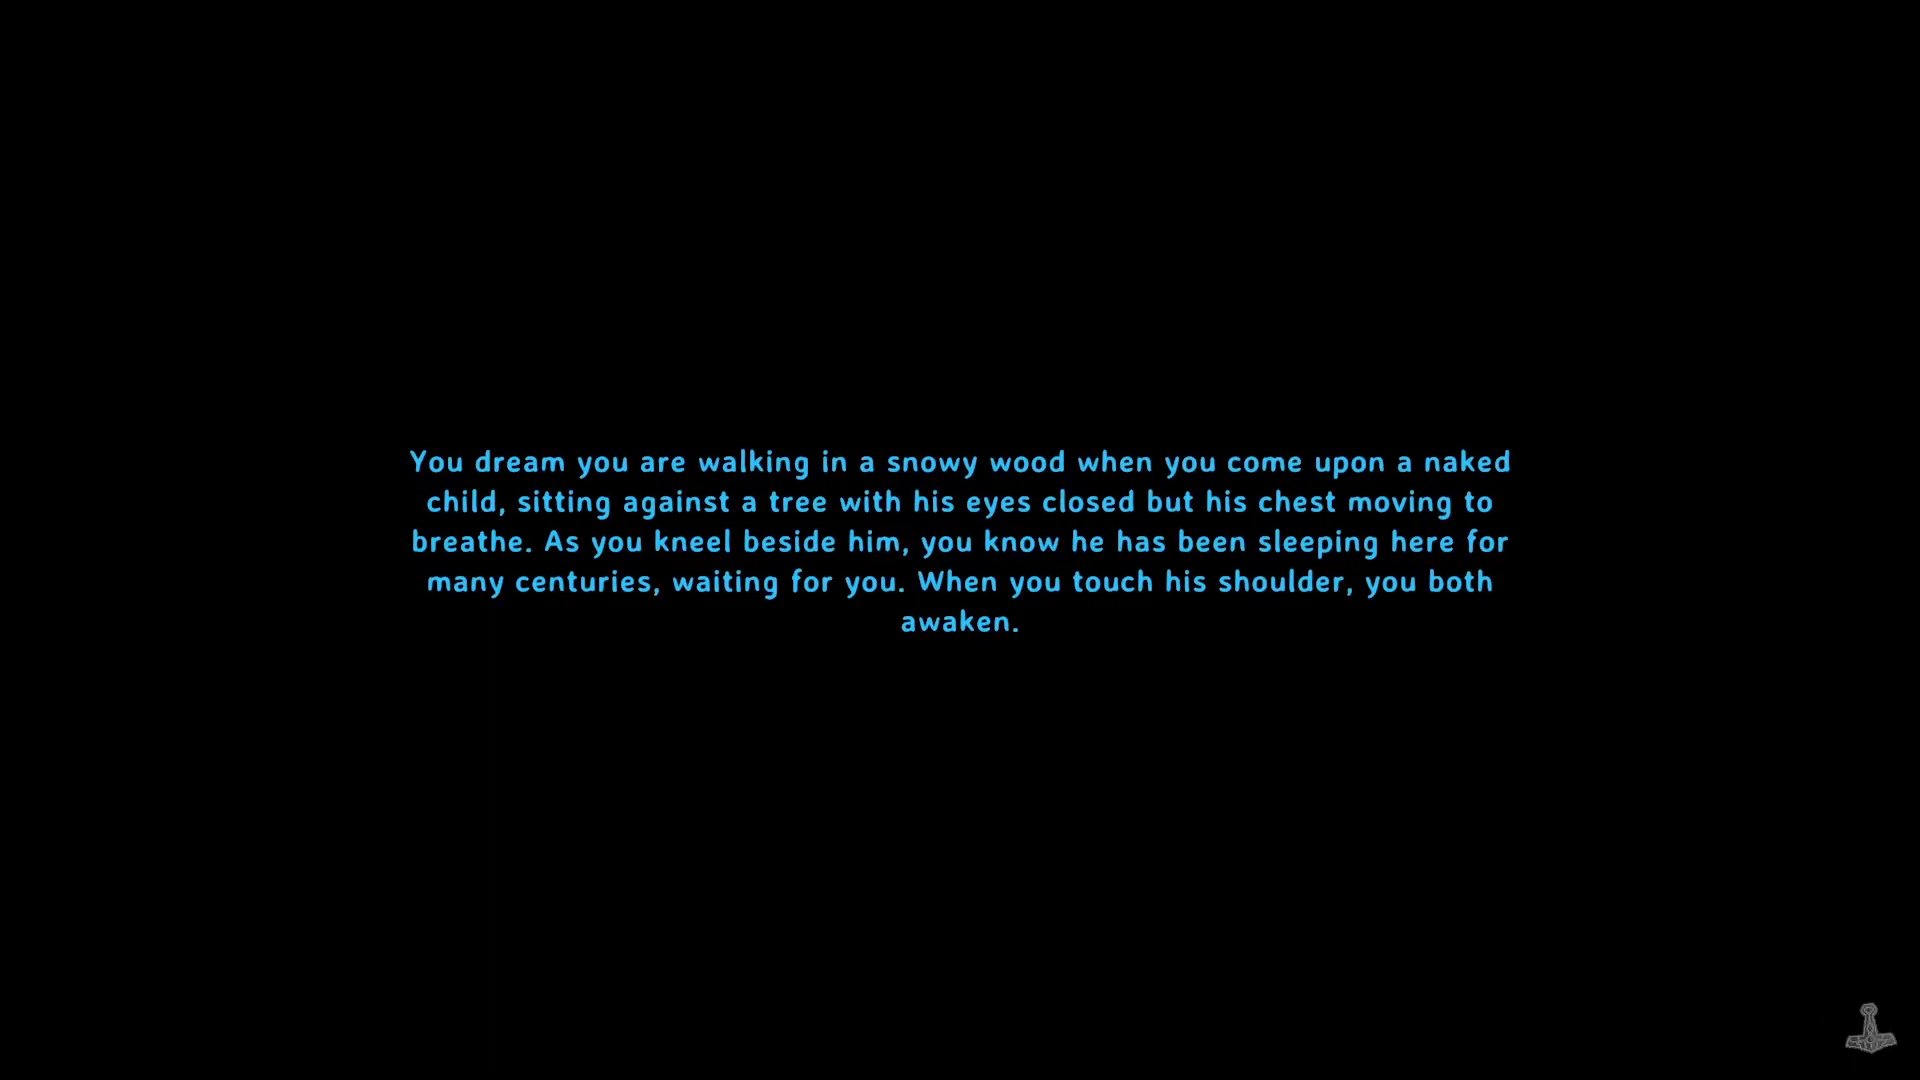 You dream you are walking in a snowy wood when you come upon a naked
child, sitting against a tree with his eyes closed but his chest moving to
breathe. As you kneel beside him, you know he has been sleeping here for
many centuries, waiting for you. When you touch his shoulder, you both
awaken.